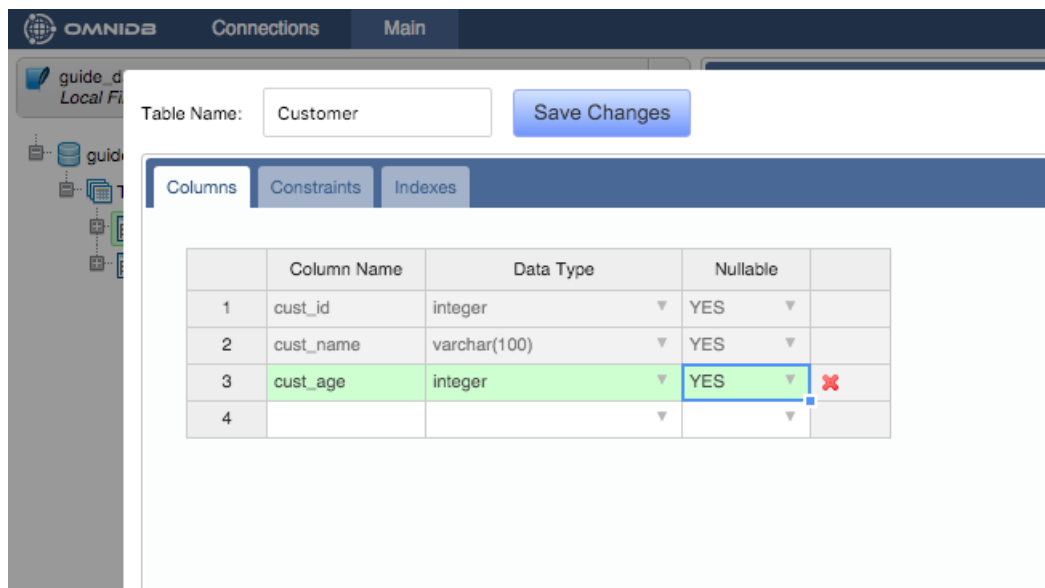 OMNIDB Connections Main
guide_d
Local Fi
Table Name: Customer Save Changes
guide
T
Columns Constraints Indexes
Column Name Data Type Nullable
1 cust_id integer YES
2 cust_name varchar(100) YES
3 cust_age integer YES
4